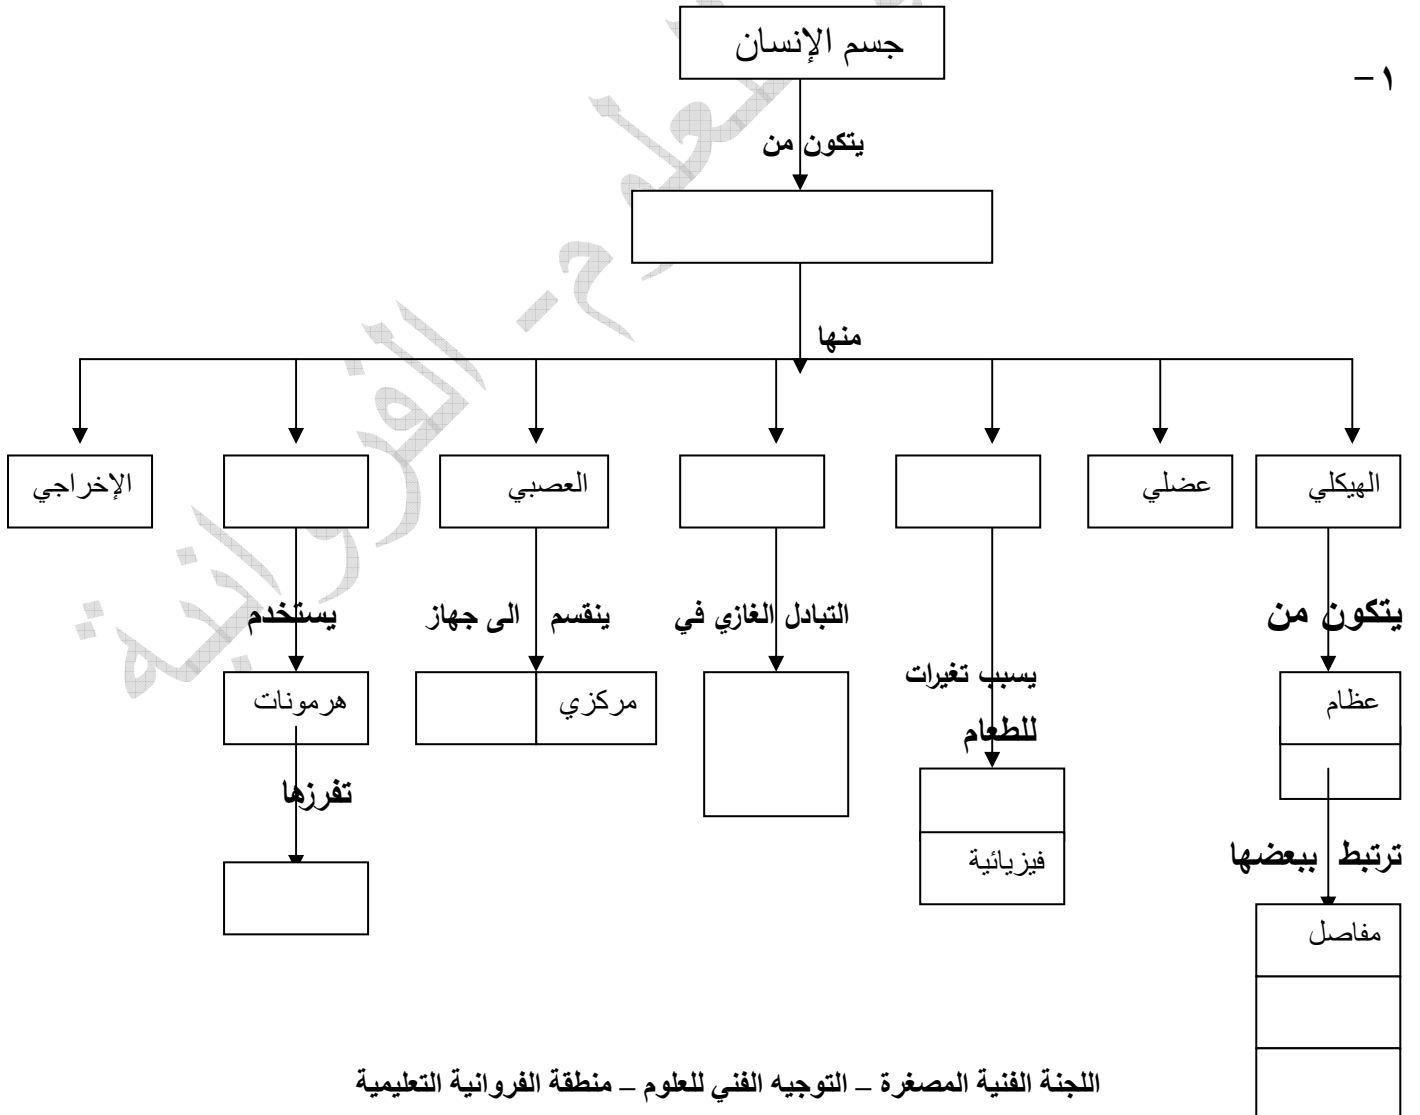 جسم الإنسان
١ –
يتكون من
منها
الهيكلي
عضلي
العصبي
الإخراجي
يتكون من
التبادل الغازي في
ينقسم الى جهاز
يستخدم
يسبب تغيرات
للطعام
عظام
مركزي
هرمونات
تفرزها
فيزيائية
ترتبط ببعضها
مفاصل
اللجنة الفنية المصغرة – التوجيه الفني للعلوم – منطقة الفروانية التعليمية
العلوم - الفروانية